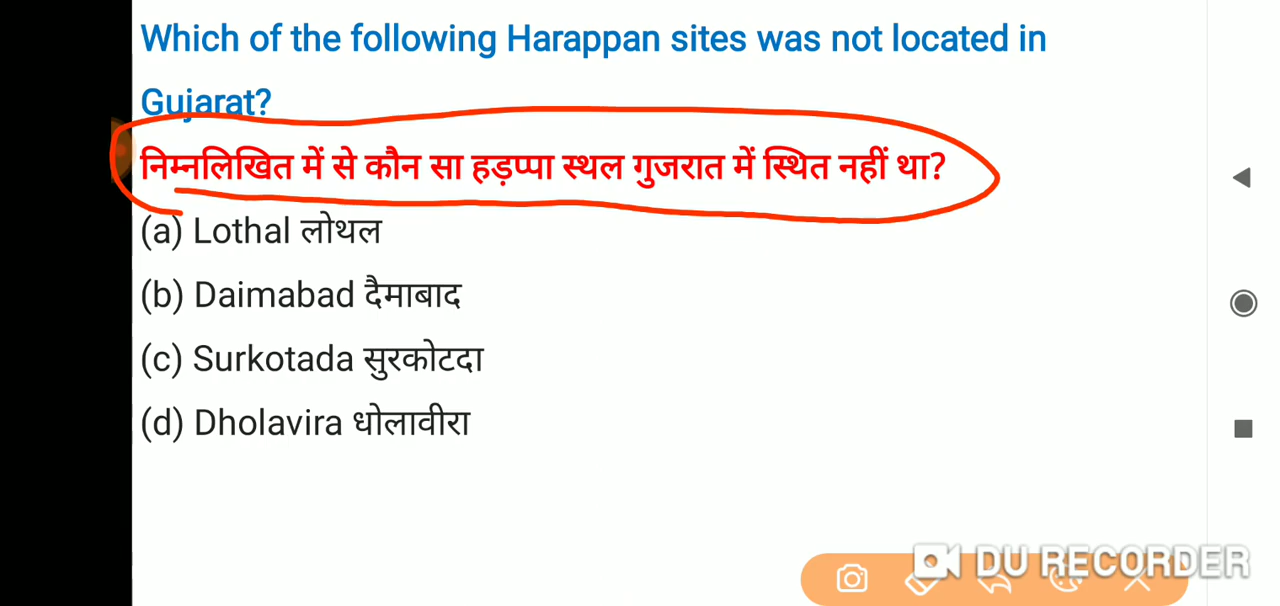 Which of the following Harappan sites was not located in
Gujarat?
निम्नलिखित में से कौन सा हड़प्पा स्थल गुजरात में स्थित नहीं था?
(a) Lothal लोथल
(b) Daimabad दैमाबाद
(c) Surkotada सुरकोटदा
(d) Dholavira धोलावीरा
DU RECORDER